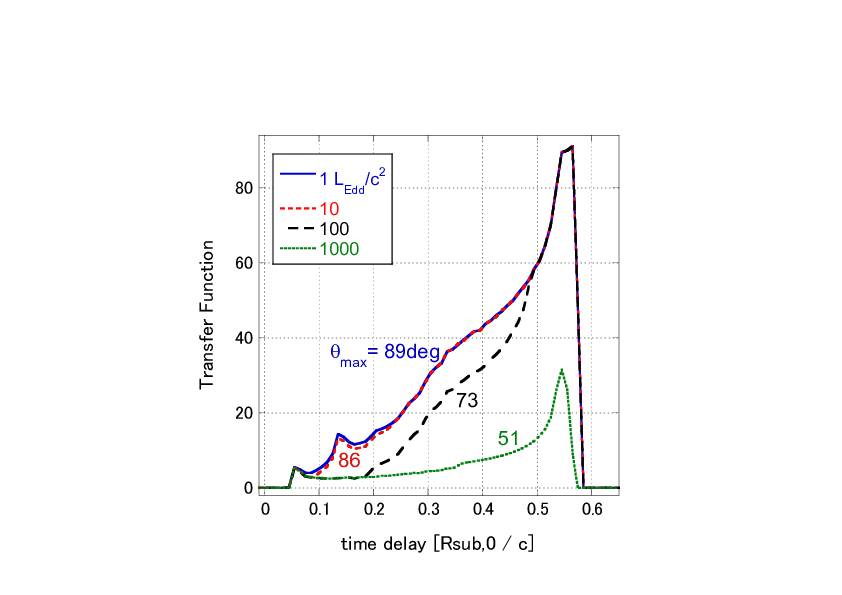 1 L_Edd/c^2
10
100
1000
80
60
40
20
0
Transfer Function
θ_max = 89deg
86
73
51
0 0.1 0.2 0.3 0.4 0.5 0.6
time delay [Rsub,0 / c]